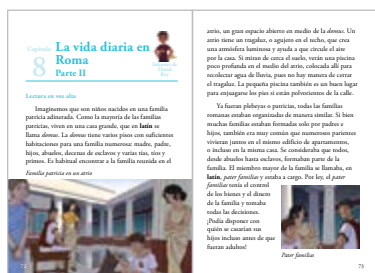 Capítulo
8
La vida diaria en
Roma
Parte II
Lectura en voz alta
Imaginemos que son niños nacidos en una familia
patricia adinerada. Como la mayoría de las familias
patricias, viven en una casa grande, que en latín se
llama domus. La domus tiene varios pisos con suficientes
habitaciones para una familia numerosa: madre, padre,
hijos, abuelos, decenas de esclavos y varias tías, tíos y
primos. Es habitual encontrar a la familia reunida en el
Familia patricia en un atrio
72
atrio, un gran espacio abierto en medio de la domus. Un
atrio tiene un tragaluz, o agujero en el techo, que crea
una atmósfera luminosa y ayuda a que circule el aire
por la casa. Si miran de cerca el suelo, verán una piscina
poco profunda en el medio del atrio, colocada allí para
recolectar agua de lluvia, pues no hay manera de cerrar
el tragaluz. La pequeña piscina también es un buen lugar
para enjuagarse los pies si están polvorientos de la calle.
Ya fueran plebeyas o patricias, todas las familias
romanas estaban organizadas de manera similar. Si bien
muchas familias estaban formadas solo por padres e
hijos, también era muy común que numerosos parientes
vivieran juntos en el mismo edificio de apartamentos,
o incluso en la misma casa. Se consideraba que todos,
desde abuelos hasta esclavos, formaban parte de la
familia. El miembro mayor de la familia se llamaba, en
latín, pater familias y estaba a cargo. Por ley, el pater
familias tenía el control
de los bienes y el dinero
de la familia y tomaba
todas las decisiones.
¡Podía disponer con
quién se casarían sus
hijos incluso antes de que
fueran adultos!
Pater familias
73